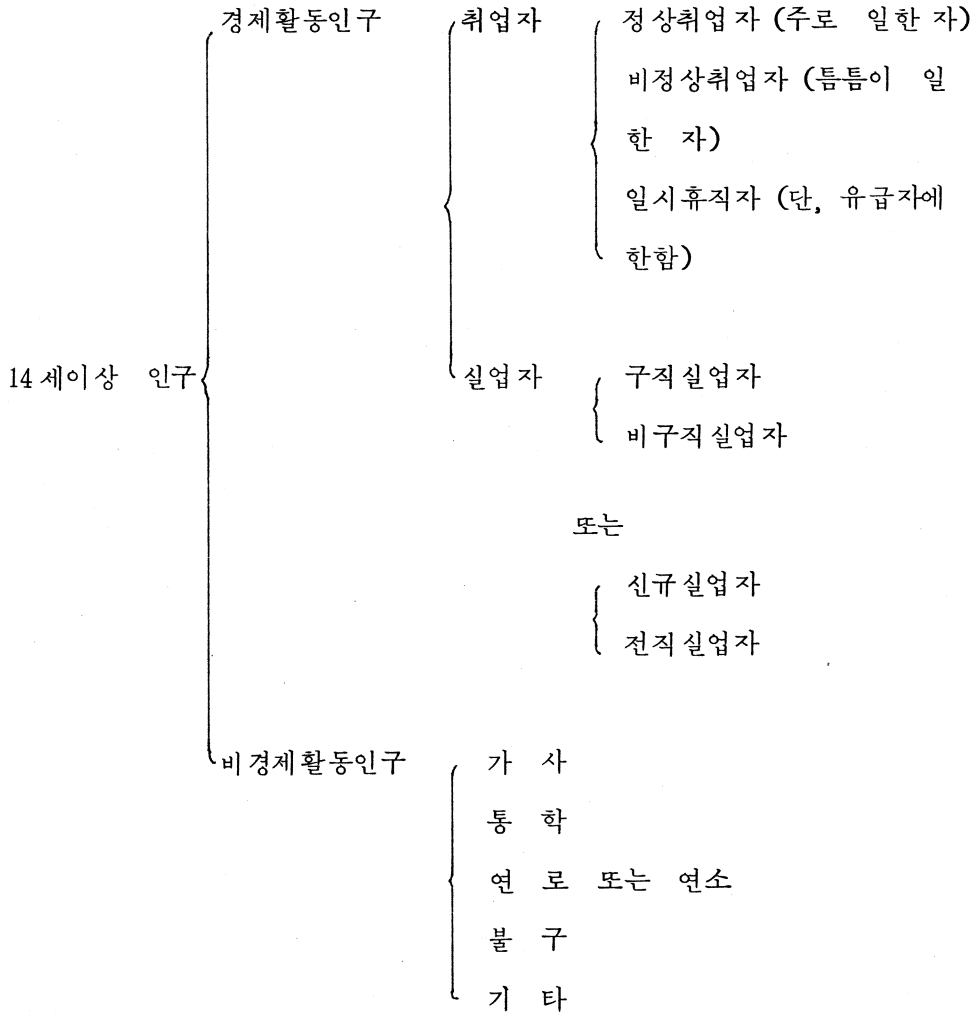 경제활동인구 취업자 정상취업자 (주로 일한 자)
비정상취업자 (틈틈이 일
한 자)
일시휴직자 (단, 유급자에
한함)
14세이상 인구 실업자 구직실업자
비구직실업자
또는
신규실업자
전직실업자
비경제활동인구 가 사
통 학
연 로 또는 연소
불 구
기 타